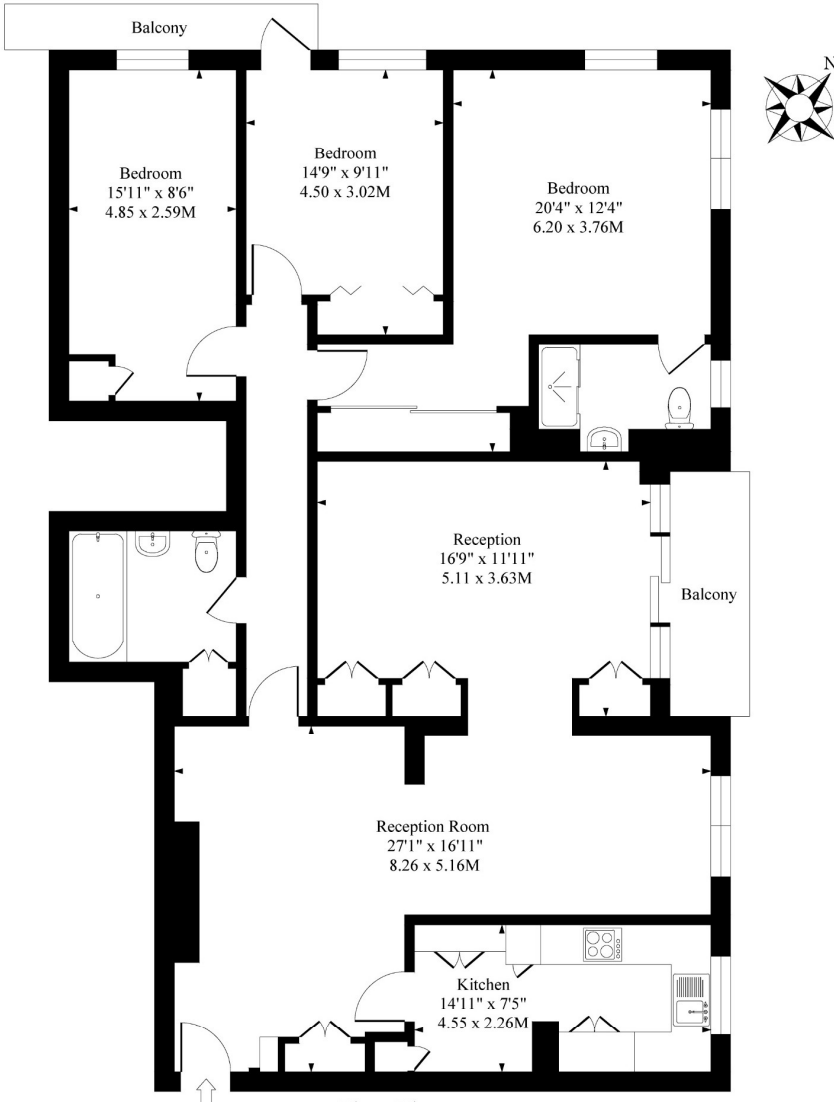 Balcony
N
Bedroom
15'11" x 8'6"
4.85 x 2.59M
Bedroom
14'9" x 9'11"
4.50 x 3.02M
Bedroom
20'4" x 12'4"
6.20 x 3.76M
Reception
16'9" x 11'11"
5.11 x 3.63M
Balcony
Reception Room
27'1" x 16'11"
8.26 x 5.16M
Kitchen
14'11" x 7'5"
4.55 x 2.26M